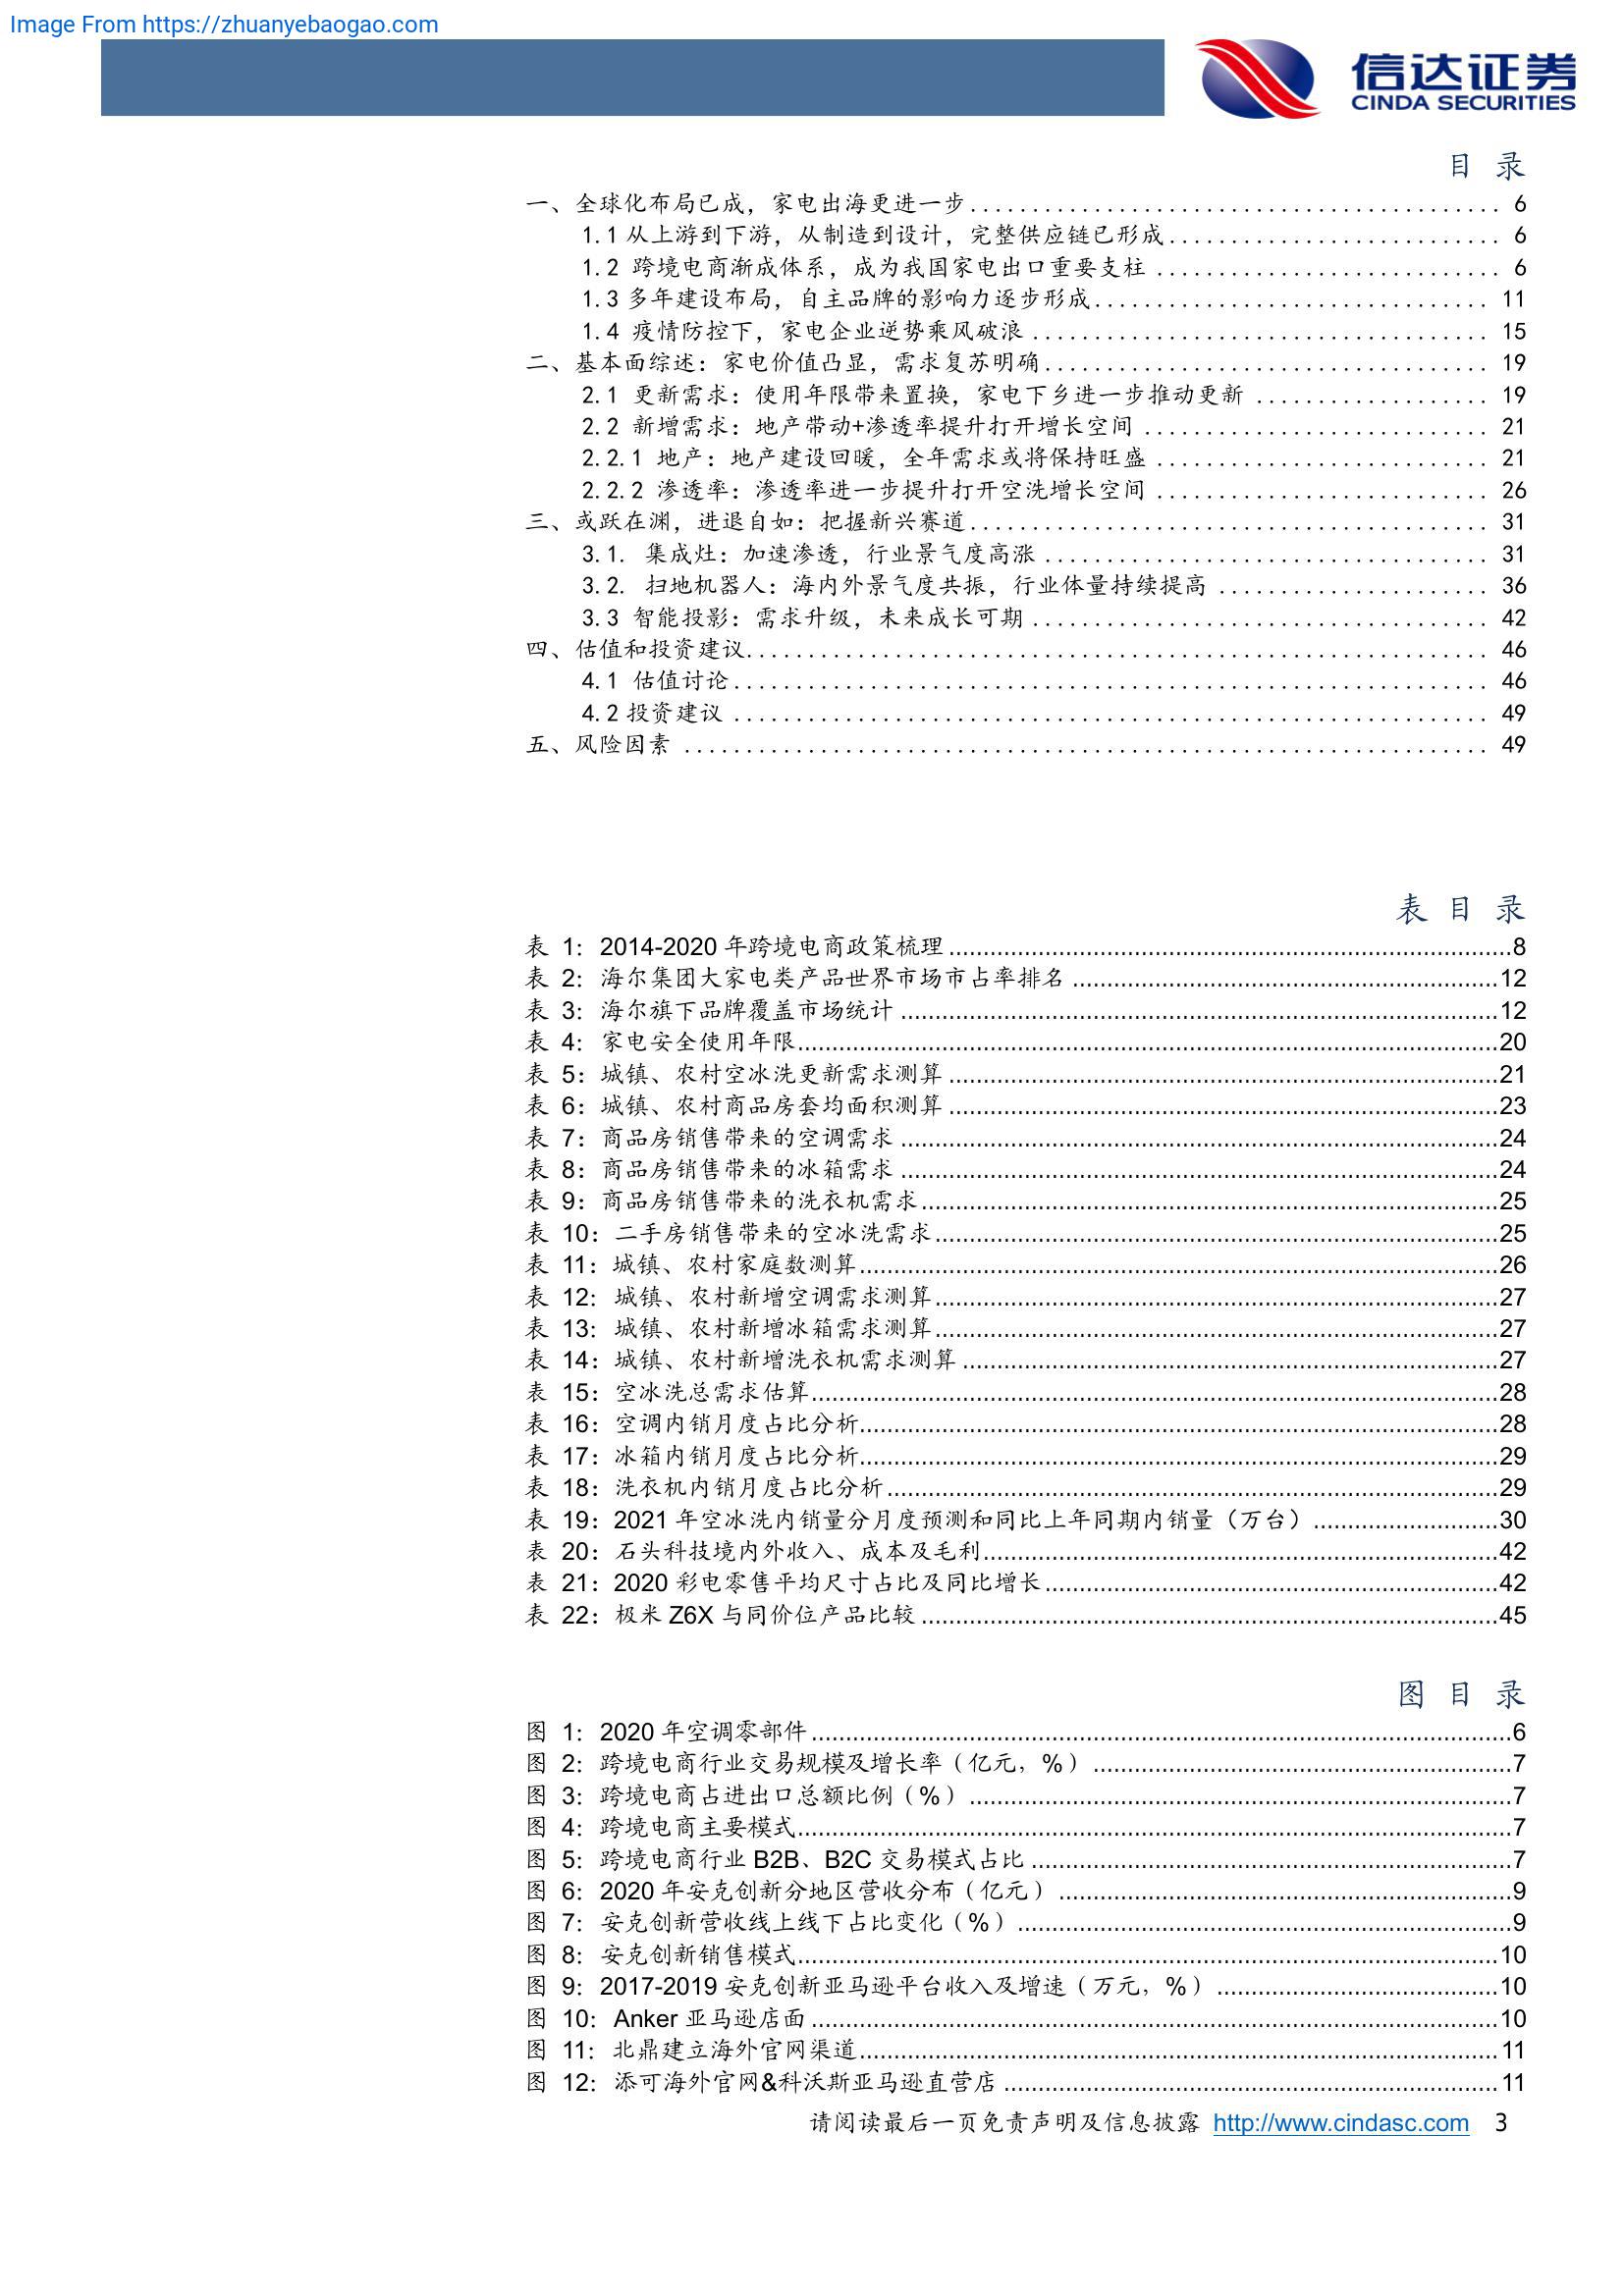 Image From https://zhuanyebaogao.com
信达证券
CINDA SECURITIES
目 录
一、全球化布局已成，家电出海更进一步........................................... 6
1.1从上游到下游，从制造到设计，完整供应链已形成........................... 6
1.2 跨境电商渐成体系，成为我国家电出口重要支柱 ............................ 6
1.3多年建设布局，自主品牌的影响力逐步形成................................ 11
1.4 疫情防控下，家电企业逆势乘风破浪 ..................................... 15
二、基本面综述：家电价值凸显，需求复苏明确.................................... 19
2.1 更新需求：使用年限带来置换，家电下乡进一步推动更新 ................... 19
2.2 新增需求：地产带动+渗透率提升打开增长空间 ............................ 21
2.2.1 地产：地产建设回暖，全年需求或将保持旺盛 ........................... 21
2.2.2 渗透率：渗透率进一步提升打开空洗增长空间 ........................... 26
三、或跃在渊，进退自如：把握新兴赛道.......................................... 31
3.1. 集成灶：加速渗透，行业景气度高涨 .................................... 31
3.2. 扫地机器人：海内外景气度共振，行业体量持续提高 ...................... 36
3.3 智能投影：需求升级，未来成长可期 ..................................... 42
四、估值和投资建议............................................................ 46
4.1 估值讨论............................................................. 46
4.2投资建议 ............................................................. 49
五、风险因素 ................................................................. 49
表 目 录
表 1：2014-2020 年跨境电商政策梳理 ..................................................................................8
表 2：海尔集团大家电类产品世界市场市占率排名 ..............................................................12
表 3：海尔旗下品牌覆盖市场统计 .......................................................................................12
表 4：家电安全使用年限......................................................................................................20
表 5：城镇、农村空冰洗更新需求测算 ................................................................................21
表 6：城镇、农村商品房套均面积测算 ................................................................................23
表 7：商品房销售带来的空调需求 .......................................................................................24
表 8：商品房销售带来的冰箱需求 .......................................................................................24
表 9：商品房销售带来的洗衣机需求....................................................................................25
表 10：二手房销售带来的空冰洗需求..................................................................................25
表 11：城镇、农村家庭数测算.............................................................................................26
表 12：城镇、农村新增空调需求测算..................................................................................27
表 13：城镇、农村新增冰箱需求测算..................................................................................27
表 14：城镇、农村新增洗衣机需求测算 ..............................................................................27
表 15：空冰洗总需求估算....................................................................................................28
表 16：空调内销月度占比分析.............................................................................................28
表 17：冰箱内销月度占比分析.............................................................................................29
表 18：洗衣机内销月度占比分析.........................................................................................29
表 19：2021 年空冰洗内销量分月度预测和同比上年同期内销量（万台）...........................30
表 20：石头科技境内外收入、成本及毛利...........................................................................42
表 21：2020 彩电零售平均尺寸占比及同比增长..................................................................42
表 22：极米 Z6X 与同价位产品比较 ....................................................................................45
图 目 录
图 1：2020 年空调零部件 ......................................................................................................6
图 2：跨境电商行业交易规模及增长率（亿元，%）.............................................................7
图 3：跨境电商占进出口总额比例（%）...............................................................................7
图 4：跨境电商主要模式........................................................................................................7
图 5：跨境电商行业 B2B、B2C 交易模式占比 ......................................................................7
图 6：2020 年安克创新分地区营收分布（亿元）..................................................................9
图 7：安克创新营收线上线下占比变化（%）........................................................................9
图 8：安克创新销售模式......................................................................................................10
图 9：2017-2019 安克创新亚马逊平台收入及增速（万元，%）.........................................10
图 10：Anker 亚马逊店面 ....................................................................................................10
图 11：北鼎建立海外官网渠道.............................................................................................11
图 12：添可海外官网&科沃斯亚马逊直营店 ........................................................................11
请阅读最后一页免责声明及信息披露 http://www.cindasc.com 3